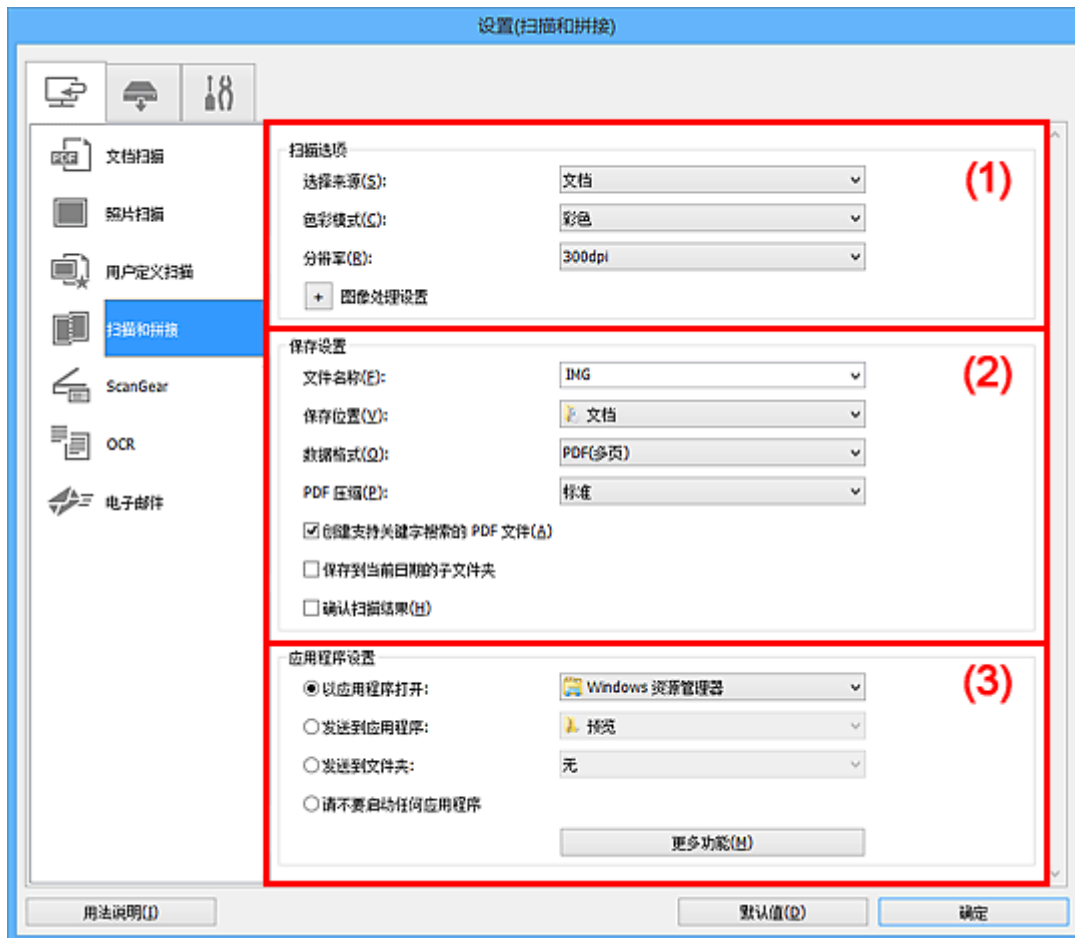 设置(扫描和拼接)
文档扫描
照片扫描
用户定义扫描
扫描和拼接
ScanGear
OCR
电子邮件
扫描选项
(1)
选择来源(S): 文档
色彩模式(C): 彩色
分辨率(R): 300dpi
+ 图像处理设置
保存设置
(2)
文件名称(F): IMG
保存位置(V): 文档
数据格式(O): PDF(多页)
PDF 压缩(P): 标准
创建支持关键字搜索的 PDF 文件(A)
保存到当前日期的子文件夹
确认扫描结果(H)
应用程序设置
(3)
以应用程序打开: Windows 资源管理器
发送到应用程序: 预览
发送到文件夹: 无
请不要启动任何应用程序
更多功能(M)
用法说明(I) 默认值(D) 确定